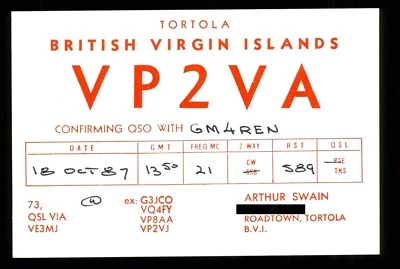 TORTOLA
BRITISH VIRGIN ISLANDS
VP2VA
CONFIRMING QSO WITH GM4REN
DATE GMT FREQ MC 2 WAY RST QSL
18 OCT 87 13 50 21 CW SSB 589 PSE TKS
73,
QSL VIA
VE3MJ
ex: G3JCO
VQ4FY
VP8AA
VP2VJ
ARTHUR SWAIN
ROADTOWN, TORTOLA
B.V.I.